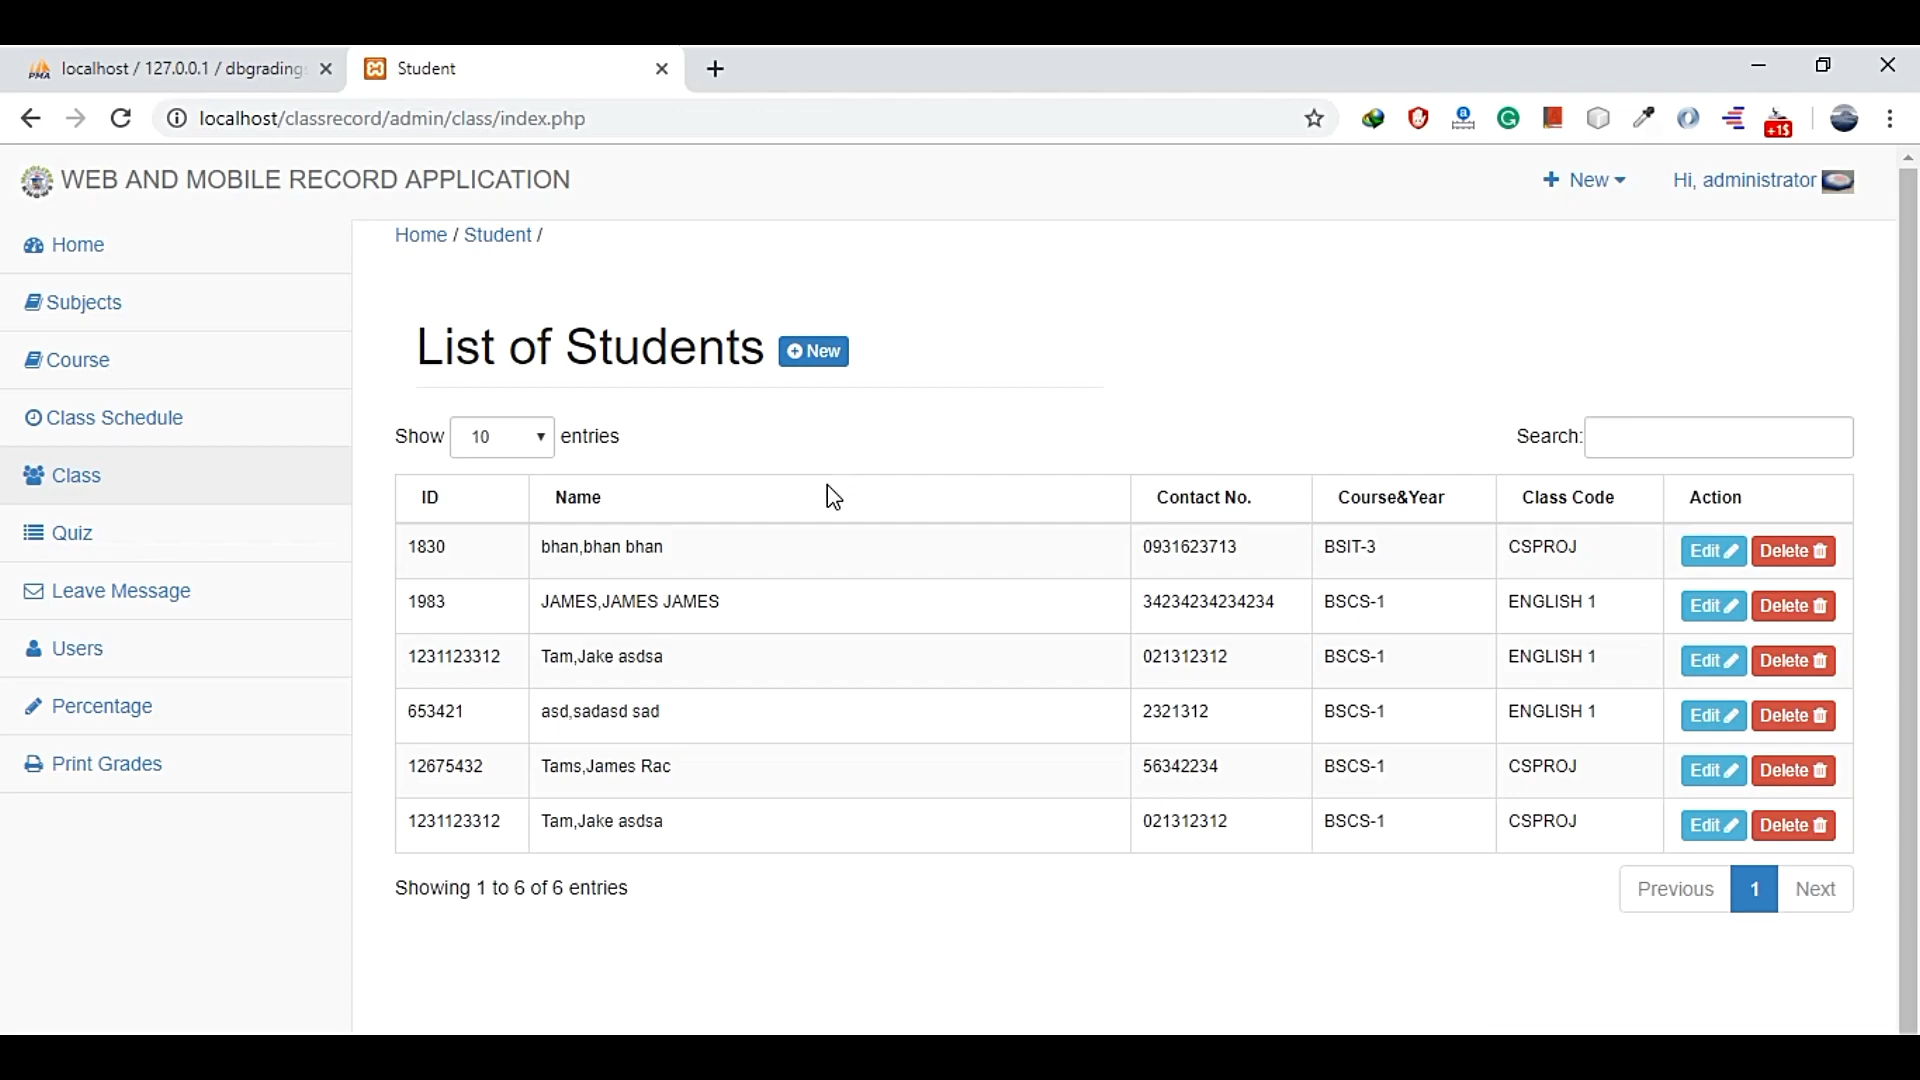 localhost / 127.0.0.1 / dbgrading
Student
localhost/classrecord/admin/class/index.php
+1$
WEB AND MOBILE RECORD APPLICATION
New
Hi, administrator
Home
Subjects
Course
Class Schedule
Class
Quiz
Leave Message
Users
Percentage
Print Grades
Home / Student /
List of Students New
Show 10 entries
Search:
ID Name Contact No. Course&Year Class Code Action
1830 bhan,bhan bhan 0931623713 BSIT-3 CSPROJ Edit Delete
1983 JAMES,JAMES JAMES 34234234234234 BSCS-1 ENGLISH 1 Edit Delete
1231123312 Tam,Jake asdsa 021312312 BSCS-1 ENGLISH 1 Edit Delete
653421 asd,sadasd sad 2321312 BSCS-1 ENGLISH 1 Edit Delete
12675432 Tams,James Rac 56342234 BSCS-1 CSPROJ Edit Delete
1231123312 Tam,Jake asdsa 021312312 BSCS-1 CSPROJ Edit Delete
Showing 1 to 6 of 6 entries
Previous 1 Next